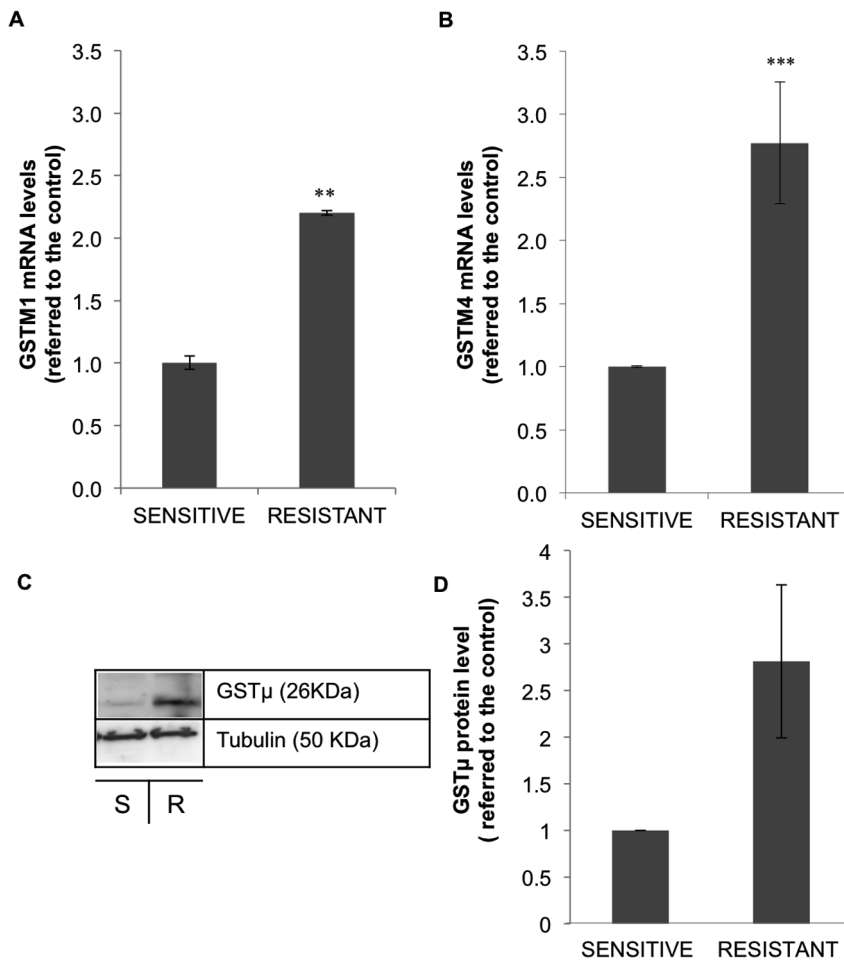 A
GSTM1 mRNA levels
(referred to the control)
3.5
3.0
2.5
2.0
1.5
1.0
0.5
0.0
**
SENSITIVE RESISTANT
B
GSTM4 mRNA levels
(referred to the control)
3.5
3.0
2.5
2.0
1.5
1.0
0.5
0.0
***
SENSITIVE RESISTANT
C
GSTµ (26KDa)
Tubulin (50 KDa)
S R
D
GSTµ protein level
( referred to the control)
4
3.5
3
2.5
2
1.5
1
0.5
0
SENSITIVE RESISTANT